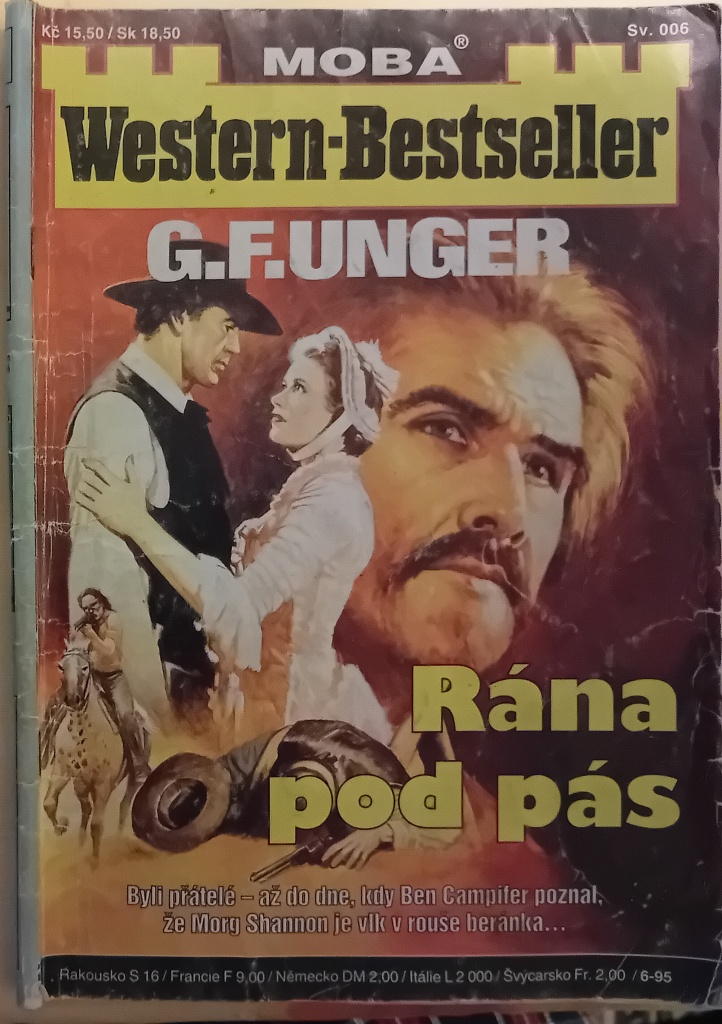 Kč 15,50 / Sk 18,50
Sv. 006
MOBA®
Western-Bestseller
G.F.UNGER
Rána
pod pás
Byli přátelé – až do dne, kdy Ben Campifer poznal,
že Morg Shannon je vlk v rouse beránka...
Rakousko S 16 / Francie F 9,00 / Německo DM 2,00 / Itálie L 2 000 / Švýcarsko Fr. 2,00 / 6-95